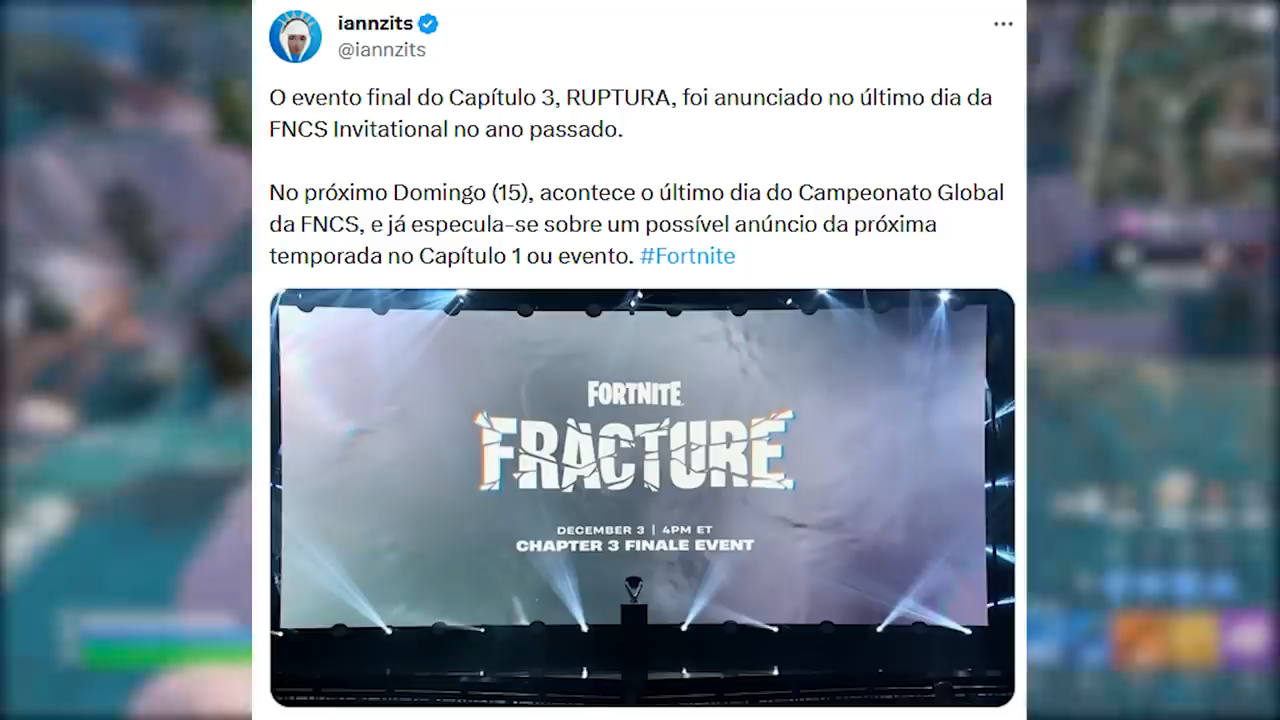 iannzits
@iannzits
O evento final do Capítulo 3, RUPTURA, foi anunciado no último dia da
FNCS Invitational no ano passado.
No próximo Domingo (15), acontece o último dia do Campeonato Global
da FNCS, e já especula-se sobre um possível anúncio da próxima
temporada no Capítulo 1 ou evento. #Fortnite
FORTNITE
FRACTURE
DECEMBER 3 | 4PM ET
CHAPTER 3 FINALE EVENT